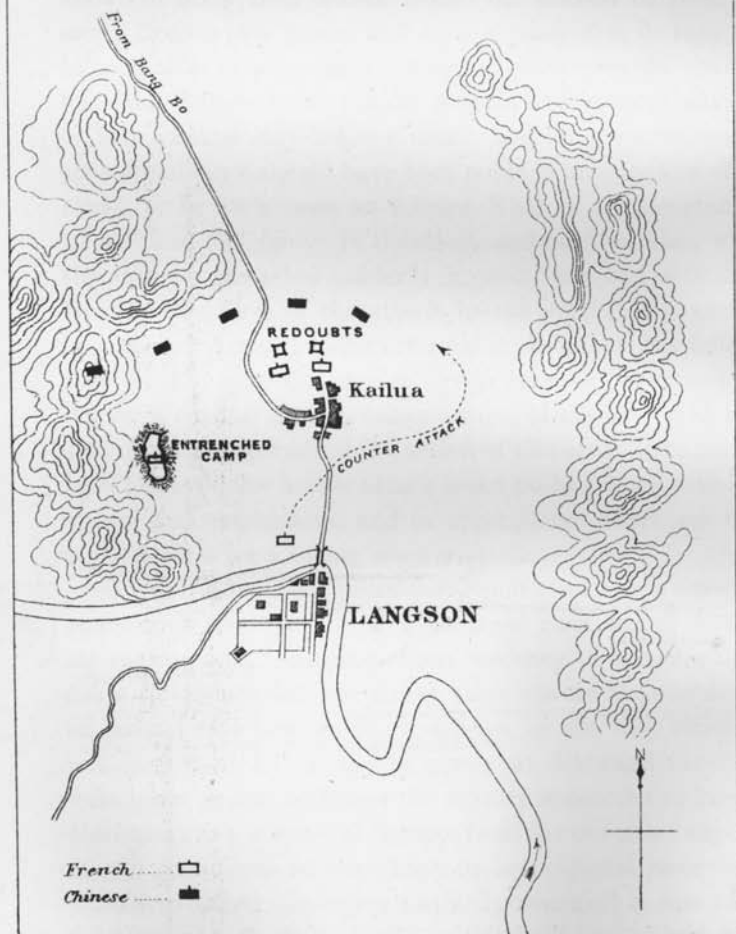 From Bang Bo
REDOUBTS
Kailua
ENTRENCHED
CAMP
COUNTER ATTACK
LANGSON
N
French
Chinese